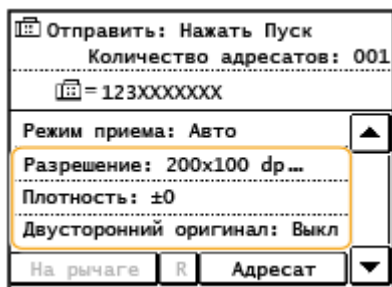 Отправить: Нажать Пуск
Количество адресатов: 001
=123XXXXXXX
Режим приема: Авто
Разрешение: 200x100 dp...
Плотность: ±0
Двусторонний оригинал: Выкл
На рычаге R Адресат